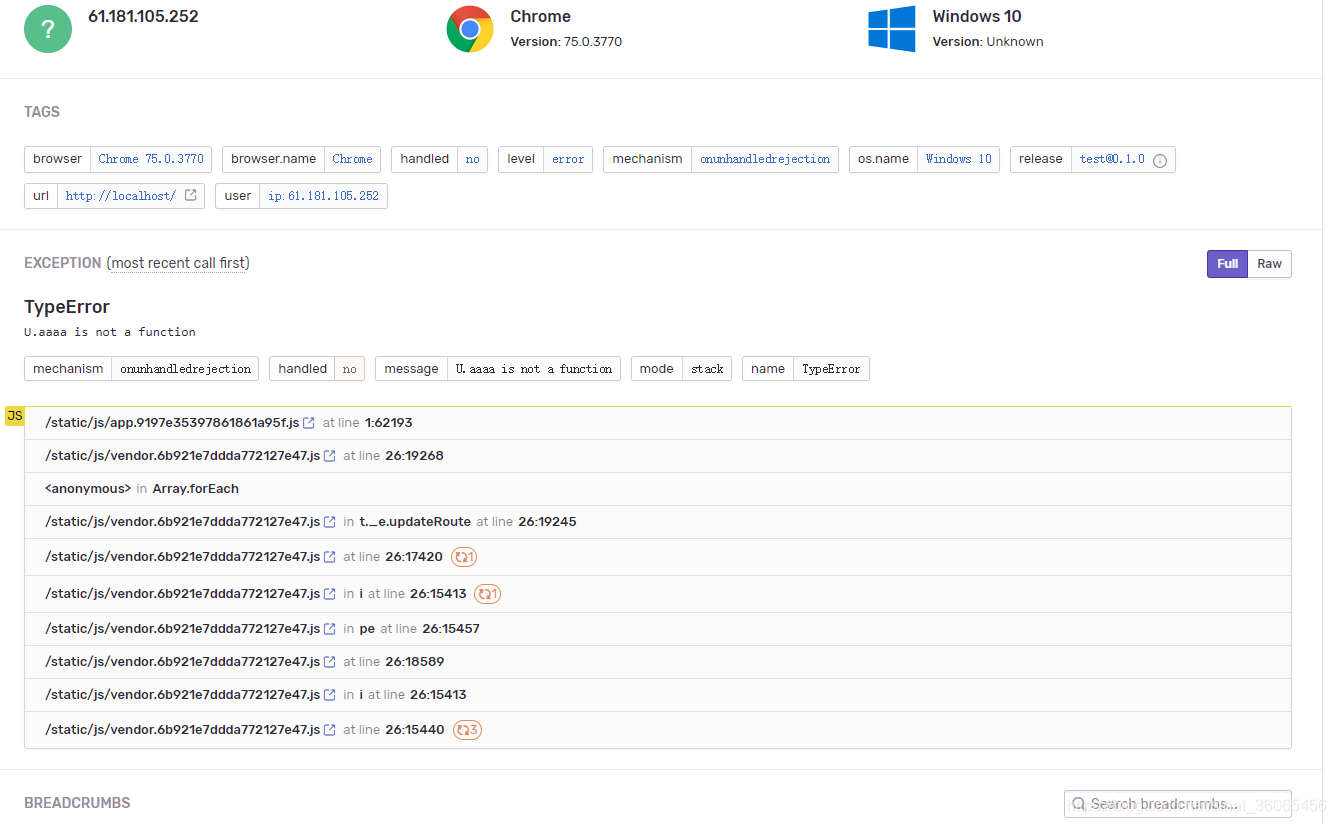 ?
61.181.105.252
Chrome
Version: 75.0.3770
Windows 10
Version: Unknown
TAGS
browser Chrome 75.0.3770 browser.name Chrome handled no level error mechanism onunhandledrejection os.name Windows 10 release test@0.1.0
url http://localhost/ user ip:61.181.105.252
EXCEPTION (most recent call first)
Full Raw
TypeError
U.aaaa is not a function
mechanism onunhandledrejection handled no message U.aaaa is not a function mode stack name TypeError
JS
/static/js/app.9197e35397861861a95f.js at line 1:62193
/static/js/vendor.6b921e7ddda772127e47.js at line 26:19268
<anonymous> in Array.forEach
/static/js/vendor.6b921e7ddda772127e47.js in t._e.updateRoute at line 26:19245
/static/js/vendor.6b921e7ddda772127e47.js at line 26:17420 1
/static/js/vendor.6b921e7ddda772127e47.js in i at line 26:15413 1
/static/js/vendor.6b921e7ddda772127e47.js in pe at line 26:15457
/static/js/vendor.6b921e7ddda772127e47.js at line 26:18589
/static/js/vendor.6b921e7ddda772127e47.js in i at line 26:15413
/static/js/vendor.6b921e7ddda772127e47.js at line 26:15440 3
BREADCRUMBS
Search breadcrumbs...